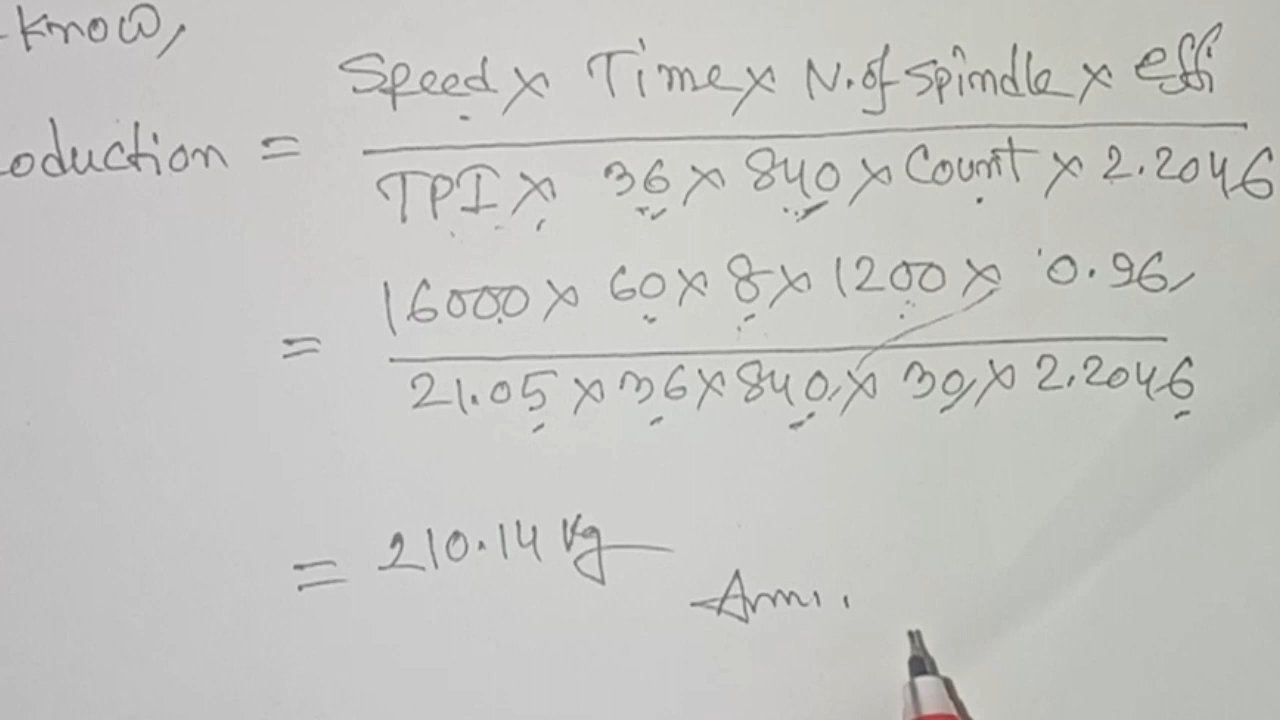 know,
oduction = Speed x Time x N. of spindle x effi / TPI x 36 x 840 x Count x 2.2046
= 16000 x 60 x 8 x 1200 x 0.96 / 21.05 x 36 x 840 x 30 x 2.2046
= 210.14 kg
Ans.